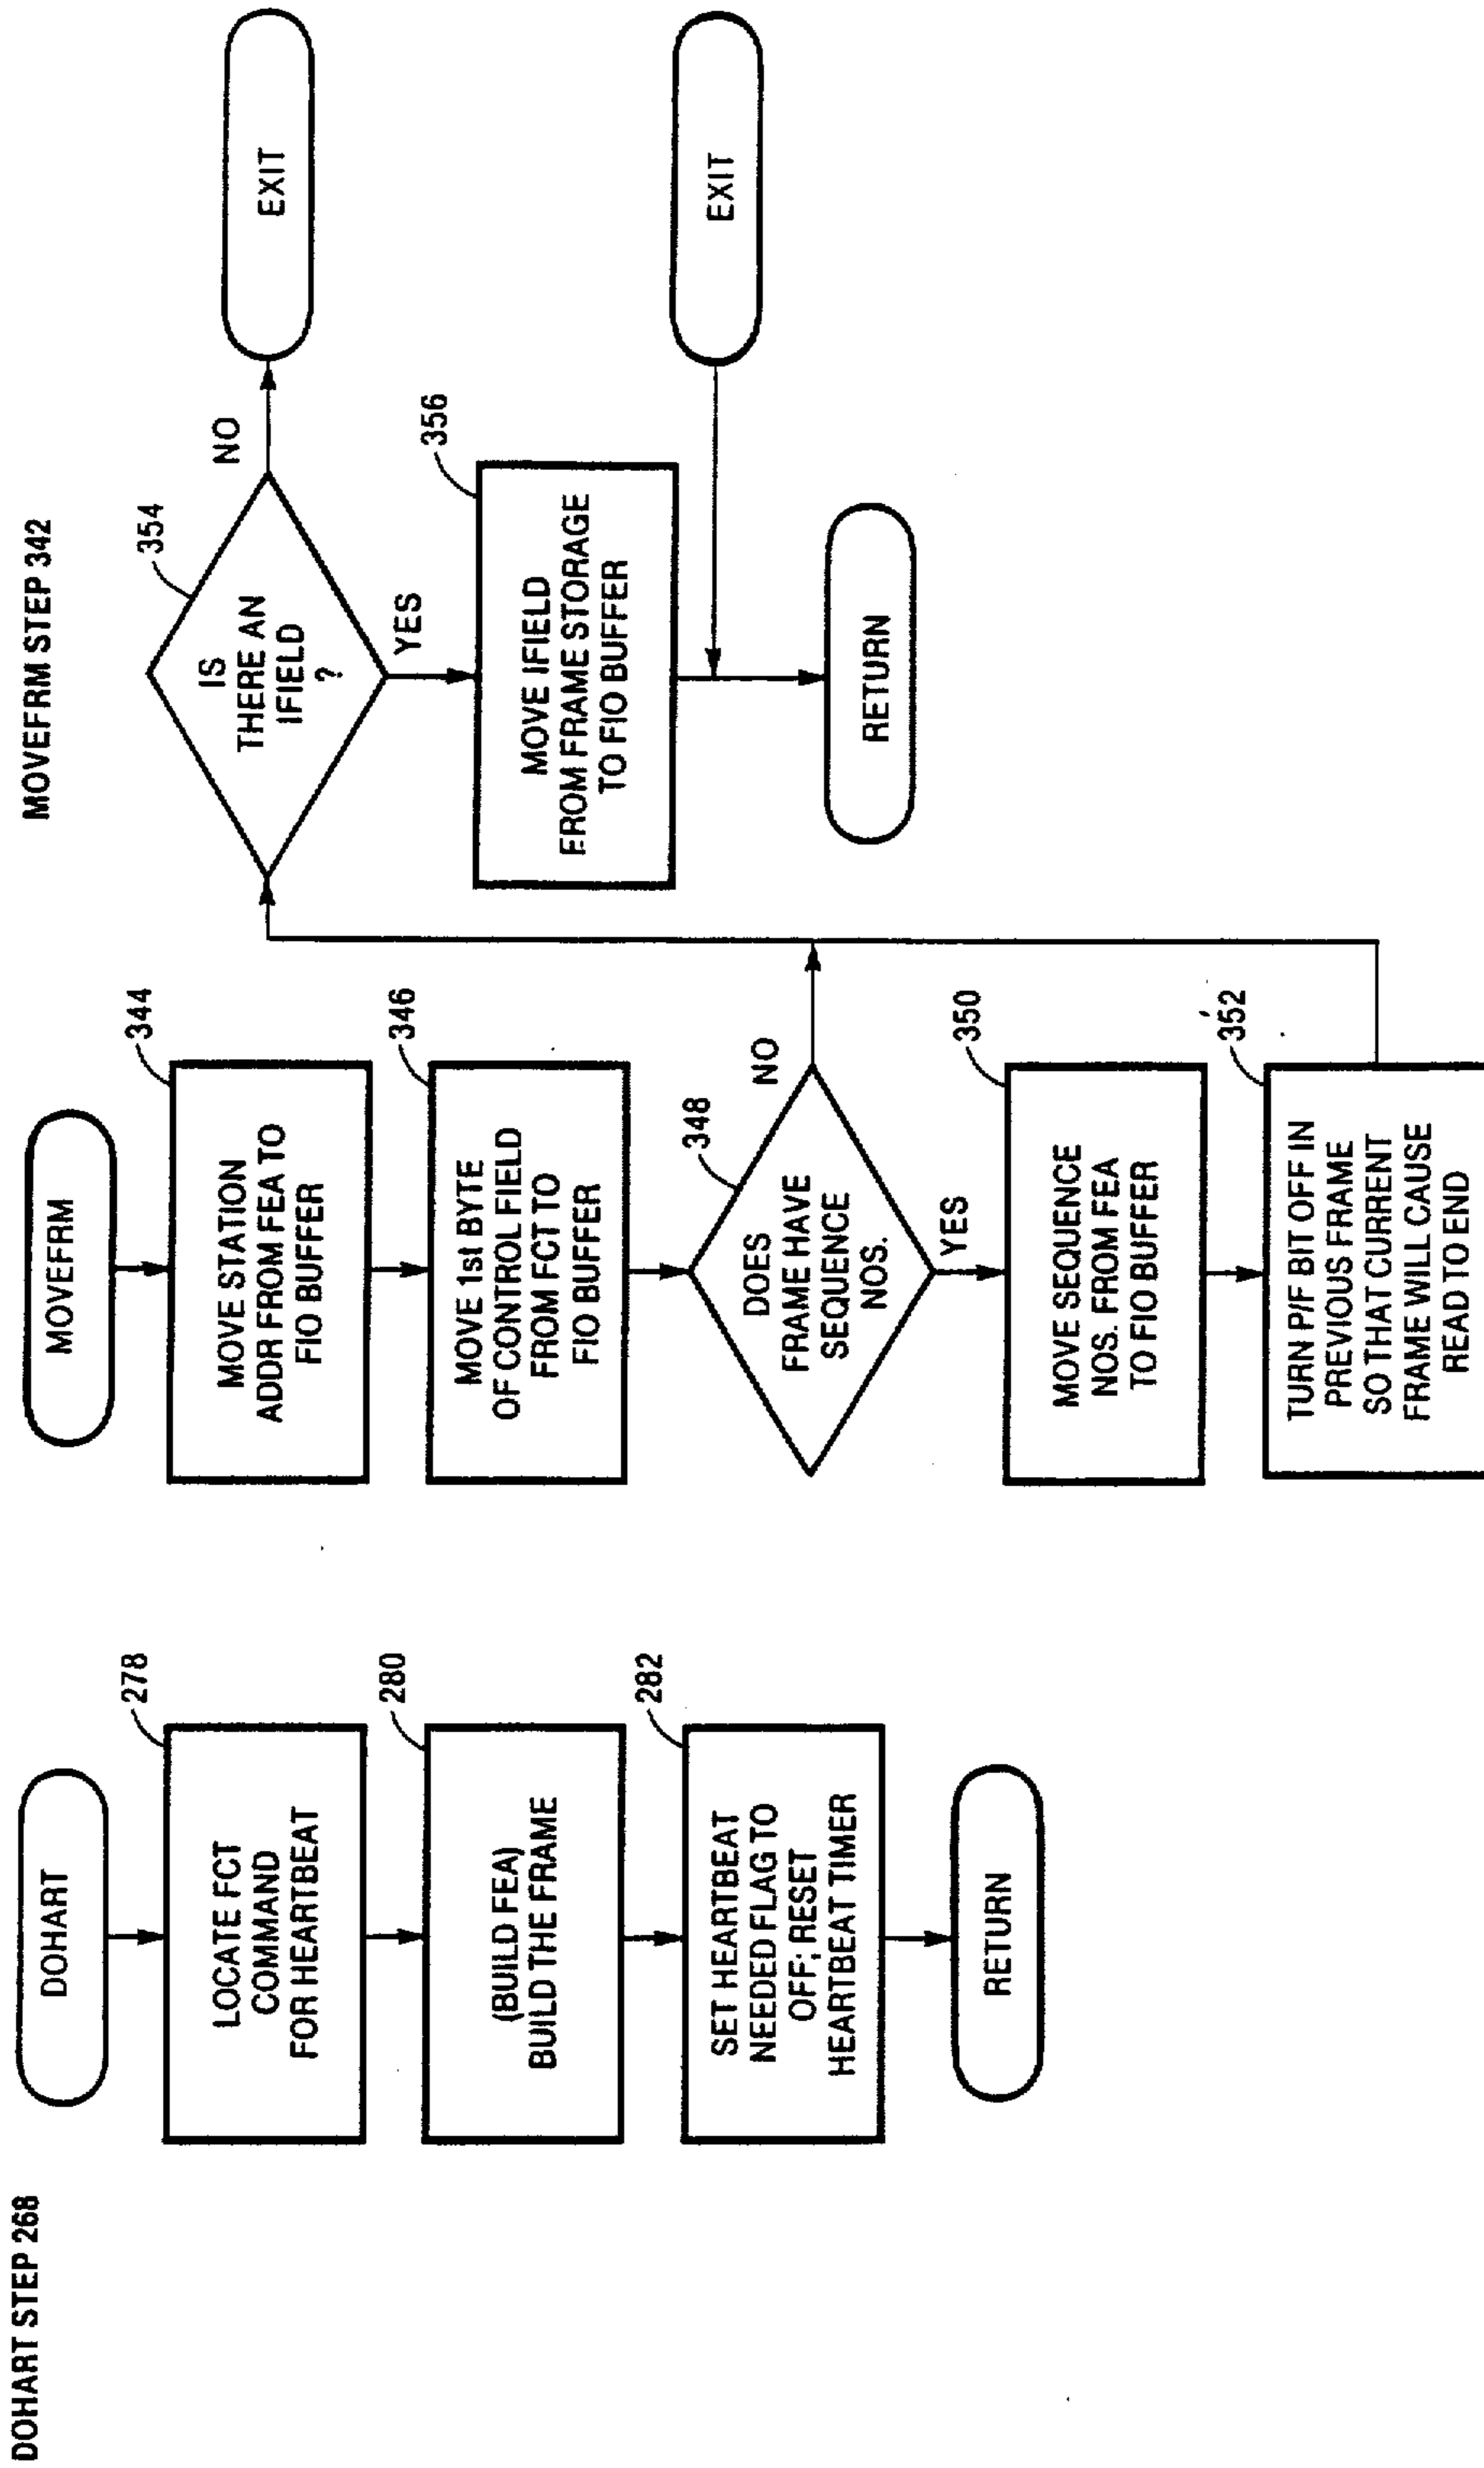 DOHART STEP 268
DOHART
278
LOCATE FCT
COMMAND
FOR HEARTBEAT
280
(BUILD FEA)
BUILD THE FRAME
282
SET HEARTBEAT
NEEDED FLAG TO
OFF; RESET
HEARTBEAT TIMER
RETURN
MOVEFRM STEP 342
MOVEFRM
344
MOVE STATION
ADDR FROM FEA TO
FIO BUFFER
346
MOVE 1st BYTE
OF CONTROL FIELD
FROM FCT TO
FIO BUFFER
348
DOES
FRAME HAVE
SEQUENCE
NOS.
NO
YES
350
MOVE SEQUENCE
NOS. FROM FEA
TO FIO BUFFER
352
TURN P/F BIT OFF IN
PREVIOUS FRAME
SO THAT CURRENT
FRAME WILL CAUSE
READ TO END
354
IS
THERE AN
IFIELD
?
NO
EXIT
YES
356
MOVE IFIELD
FROM FRAME STORAGE
TO FIO BUFFER
EXIT
RETURN